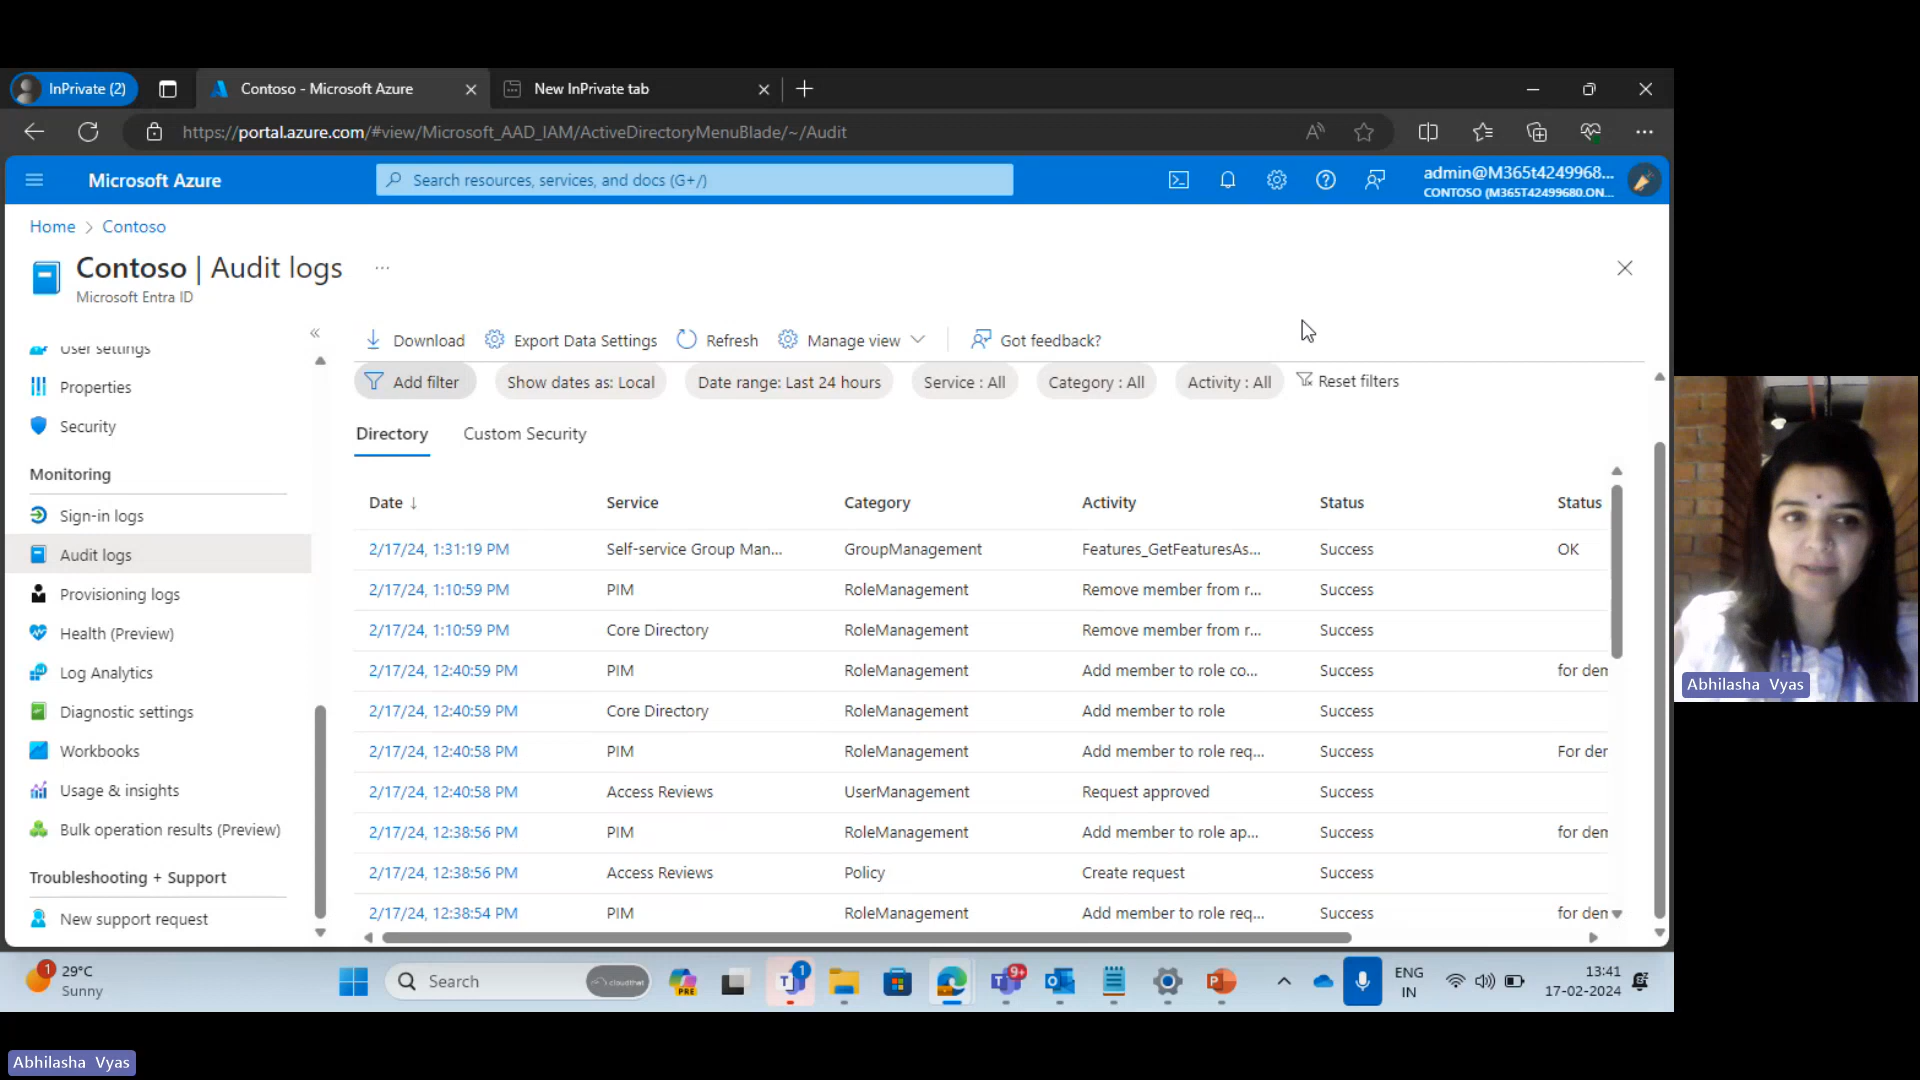 InPrivate (2)
Contoso - Microsoft Azure
New InPrivate tab
https://portal.azure.com/#view/Microsoft_AAD_IAM/ActiveDirectoryMenuBlade/~/Audit
Microsoft Azure
Search resources, services, and docs (G+/)
admin@M365t4249968...
CONTOSO (M365T42499680.ON...
Home > Contoso
Contoso | Audit logs ...
Microsoft Entra ID
User settings
Properties
Security
Monitoring
Sign-in logs
Audit logs
Provisioning logs
Health (Preview)
Log Analytics
Diagnostic settings
Workbooks
Usage & insights
Bulk operation results (Preview)
Troubleshooting + Support
New support request
Download Export Data Settings Refresh Manage view Got feedback?
Add filter Show dates as: Local Date range: Last 24 hours Service : All Category : All Activity : All Reset filters
Directory Custom Security
Date ↓ Service Category Activity Status Status
2/17/24, 1:31:19 PM Self-service Group Man... GroupManagement Features_GetFeaturesAs... Success OK
2/17/24, 1:10:59 PM PIM RoleManagement Remove member from r... Success
2/17/24, 1:10:59 PM Core Directory RoleManagement Remove member from r... Success
2/17/24, 12:40:59 PM PIM RoleManagement Add member to role co... Success for dem
2/17/24, 12:40:59 PM Core Directory RoleManagement Add member to role Success
2/17/24, 12:40:58 PM PIM RoleManagement Add member to role req... Success For der
2/17/24, 12:40:58 PM Access Reviews UserManagement Request approved Success
2/17/24, 12:38:56 PM PIM RoleManagement Add member to role ap... Success for dem
2/17/24, 12:38:56 PM Access Reviews Policy Create request Success
2/17/24, 12:38:54 PM PIM RoleManagement Add member to role req... Success for dem
Abhilasha Vyas
1
29°C
Sunny
Search
cloudthat
PRE
1
9+
ENG
IN
13:41
17-02-2024
Abhilasha Vyas